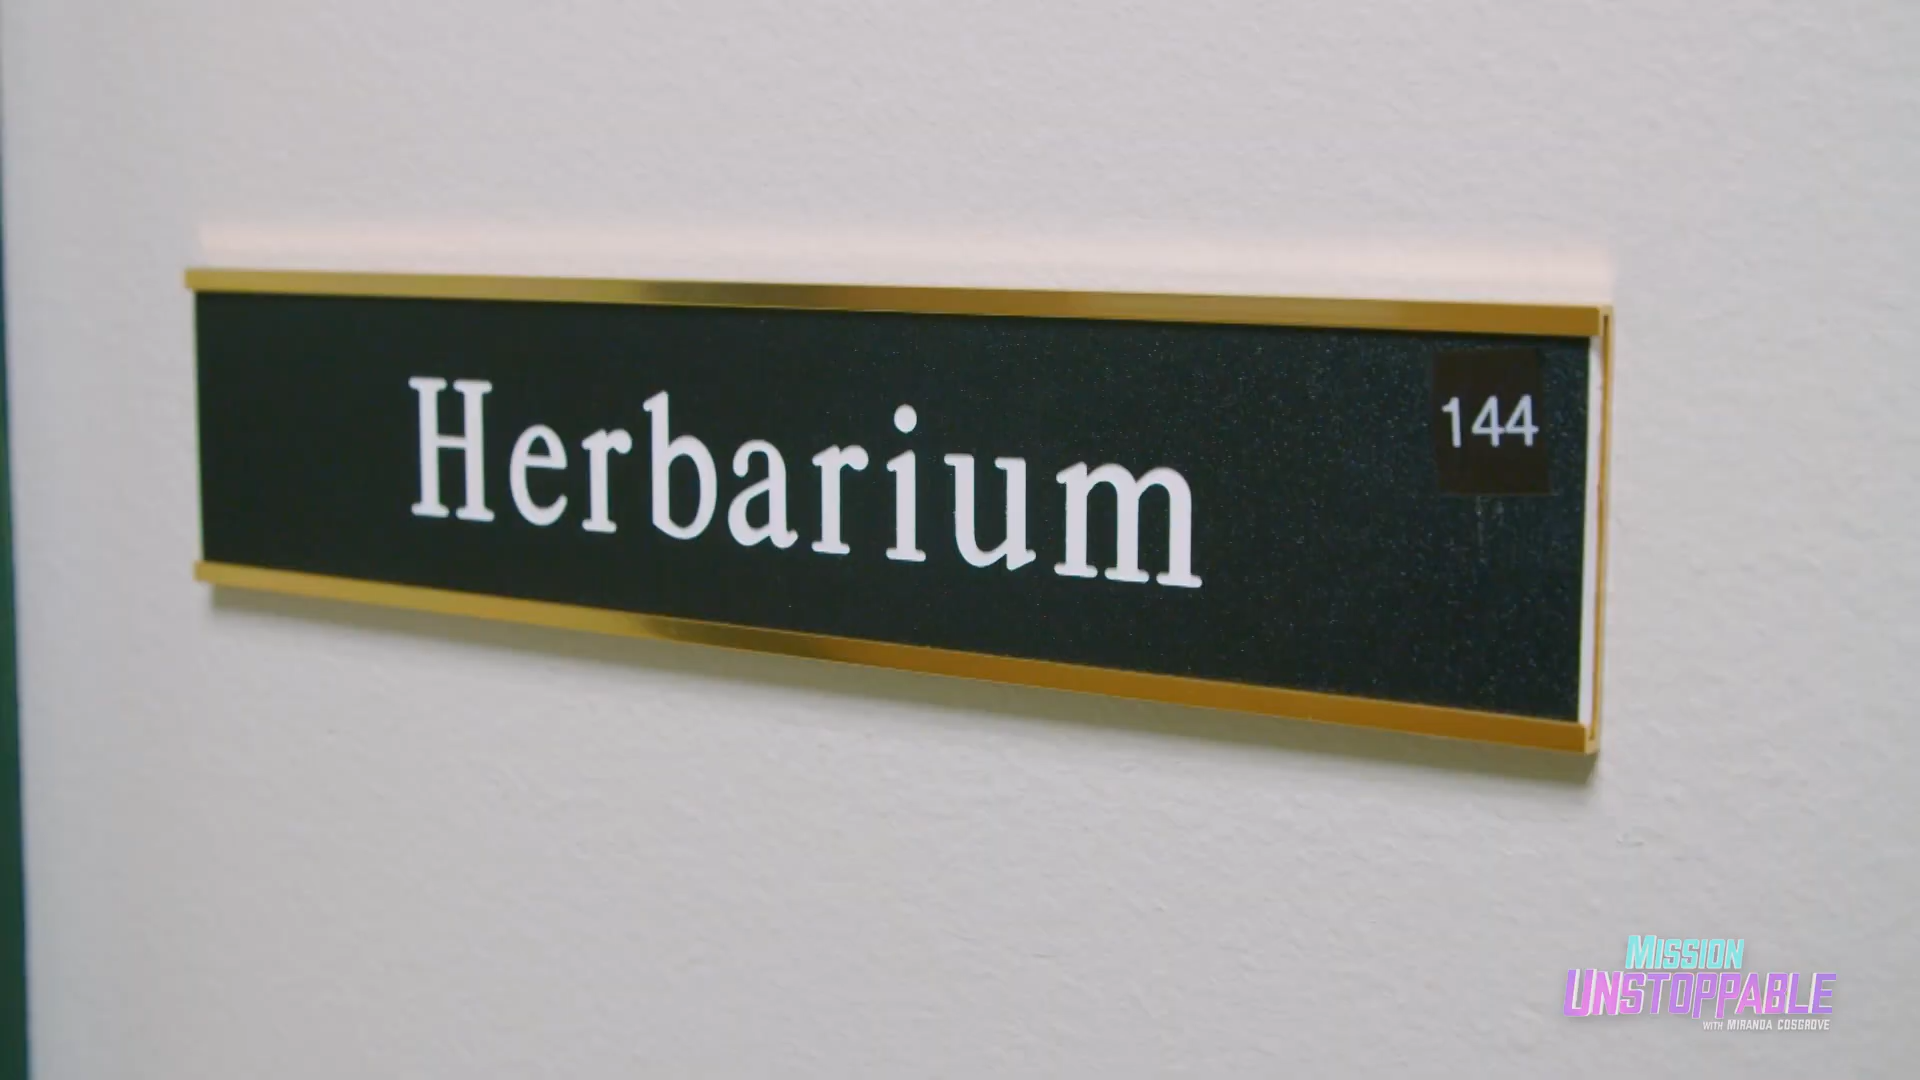 Herbarium
144
MISSION
UNSTOPPABLE
WITH MIRANDA COSGROVE